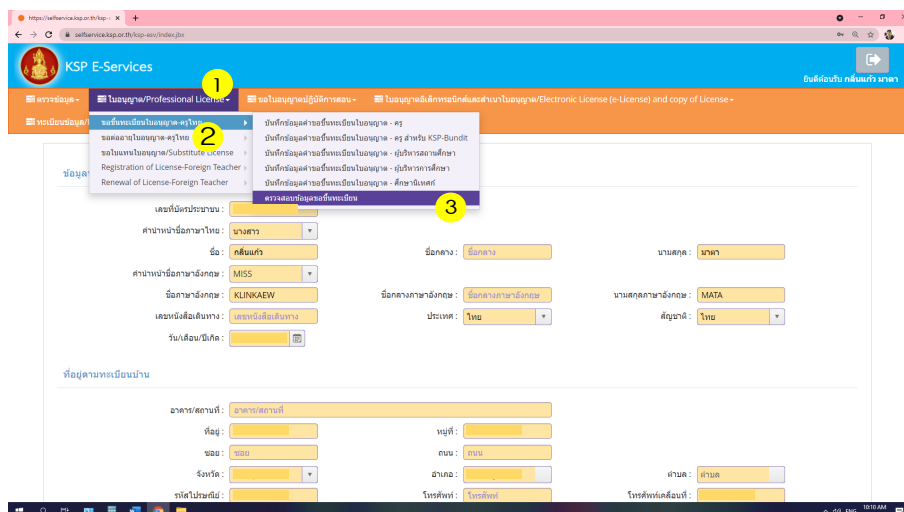 https://selfservice.ksp.or.th/ksp-
selfservice.ksp.or.th/ksp-esv/index.jbx
KSP E-Services
ยินดีต้อนรับ กลิ่นแก้ว มาตา
1
ตรวจข้อมูล
ใบอนุญาต/Professional License
ขอใบอนุญาตปฏิบัติการสอน
ใบอนุญาตอิเล็กทรอนิกส์และสำเนาใบอนุญาต/Electronic License (e-License) and copy of License
ทะเบียนข้อมูล/
ขอขึ้นทะเบียนใบอนุญาต-ครูไทย
ขอต่ออายุใบอนุญาต-ครูไทย
ขอใบแทนใบอนุญาต/Substitute License
Registration of License-Foreign Teacher
Renewal of License-Foreign Teacher
2
บันทึกข้อมูลคำขอขึ้นทะเบียนใบอนุญาต - ครู
บันทึกข้อมูลคำขอขึ้นทะเบียนใบอนุญาต - ครู สำหรับ KSP-Bundit
บันทึกข้อมูลคำขอขึ้นทะเบียนใบอนุญาต - ผู้บริหารสถานศึกษา
บันทึกข้อมูลคำขอขึ้นทะเบียนใบอนุญาต - ผู้บริหารการศึกษา
บันทึกข้อมูลคำขอขึ้นทะเบียนใบอนุญาต - ศึกษานิเทศก์
ตรวจสอบข้อมูลขอขึ้นทะเบียน
3
เลขที่บัตรประชาชน :
คำนำหน้าชื่อภาษาไทย : นางสาว
ชื่อ : กลิ่นแก้ว ชื่อกลาง : ชื่อกลาง นามสกุล : มาตา
คำนำหน้าชื่อภาษาอังกฤษ : MISS
ชื่อภาษาอังกฤษ : KLINKAEW ชื่อกลางภาษาอังกฤษ : ชื่อกลางภาษาอังกฤษ นามสกุลภาษาอังกฤษ : MATA
เลขหนังสือเดินทาง : เลขหนังสือเดินทาง ประเทศ : ไทย สัญชาติ : ไทย
วัน/เดือน/ปีเกิด :
ที่อยู่ตามทะเบียนบ้าน
อาคาร/สถานที่ : อาคาร/สถานที่
ที่อยู่ : หมู่ที่ :
ซอย : ซอย ถนน : ถนน
จังหวัด : อำเภอ : ตำบล : ตำบล
รหัสไปรษณีย์ : โทรศัพท์ : โทรศัพท์ โทรศัพท์เคลื่อนที่ :
ENG 10:10 AM